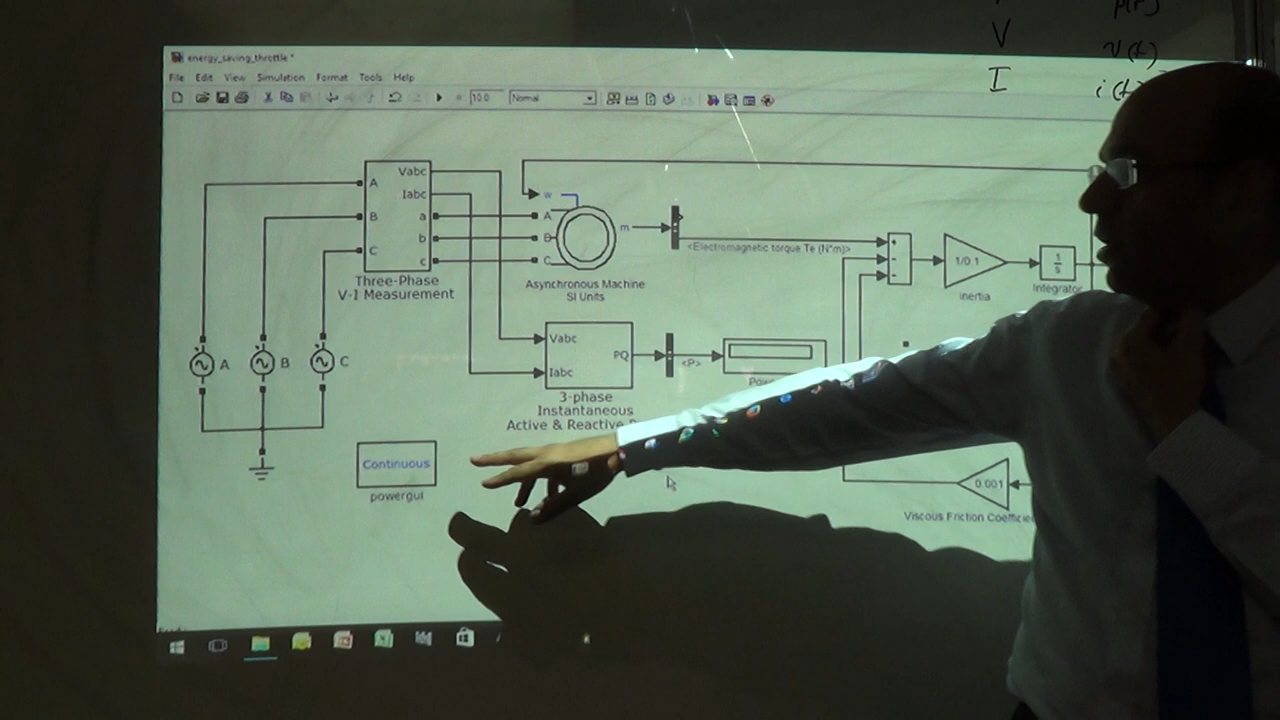 p(t)
V
v(t)
I
i(t)
energy_saving_throttle *
File Edit View Simulation Format Tools Help
10.0 Normal
Vabc
A
Iabc
B
a
b
C
c
Three-Phase
V-I Measurement
w
A
B
C
m
Asynchronous Machine
SI Units
<Electromagnetic torque Te (N*m)>
1/0.1
inertia
1
s
Integrator
A
B
C
Vabc
PQ
Iabc
<P>
3-phase
Instantaneous
Active & Reactive
Continuous
powergui
0.001
Viscous Friction